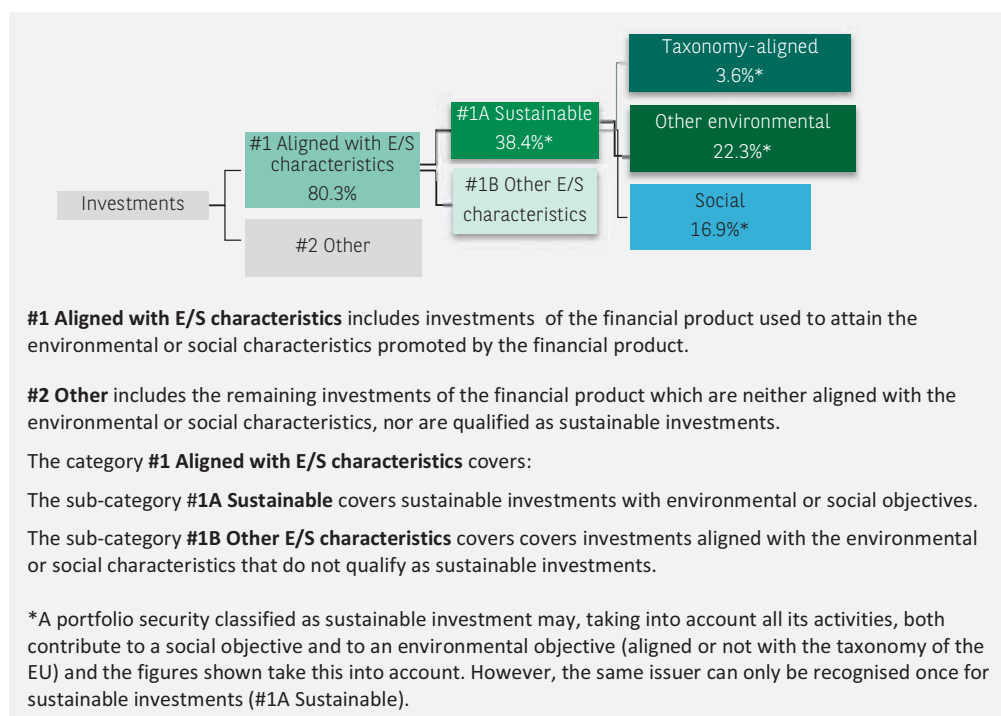 Taxonomy-aligned
3.6%*
#1A Sustainable
38.4%*
Other environmental
22.3%*
#1 Aligned with E/S
characteristics
80.3%
#1B Other E/S
characteristics
Investments
Social
16.9%*
#2 Other
#1 Aligned with E/S characteristics includes investments of the financial product used to attain the
environmental or social characteristics promoted by the financial product.
#2 Other includes the remaining investments of the financial product which are neither aligned with the
environmental or social characteristics, nor are qualified as sustainable investments.
The category #1 Aligned with E/S characteristics covers:
The sub-category #1A Sustainable covers sustainable investments with environmental or social objectives.
The sub-category #1B Other E/S characteristics covers covers investments aligned with the environmental
or social characteristics that do not qualify as sustainable investments.
*A portfolio security classified as sustainable investment may, taking into account all its activities, both
contribute to a social objective and to an environmental objective (aligned or not with the taxonomy of the
EU) and the figures shown take this into account. However, the same issuer can only be recognised once for
sustainable investments (#1A Sustainable).